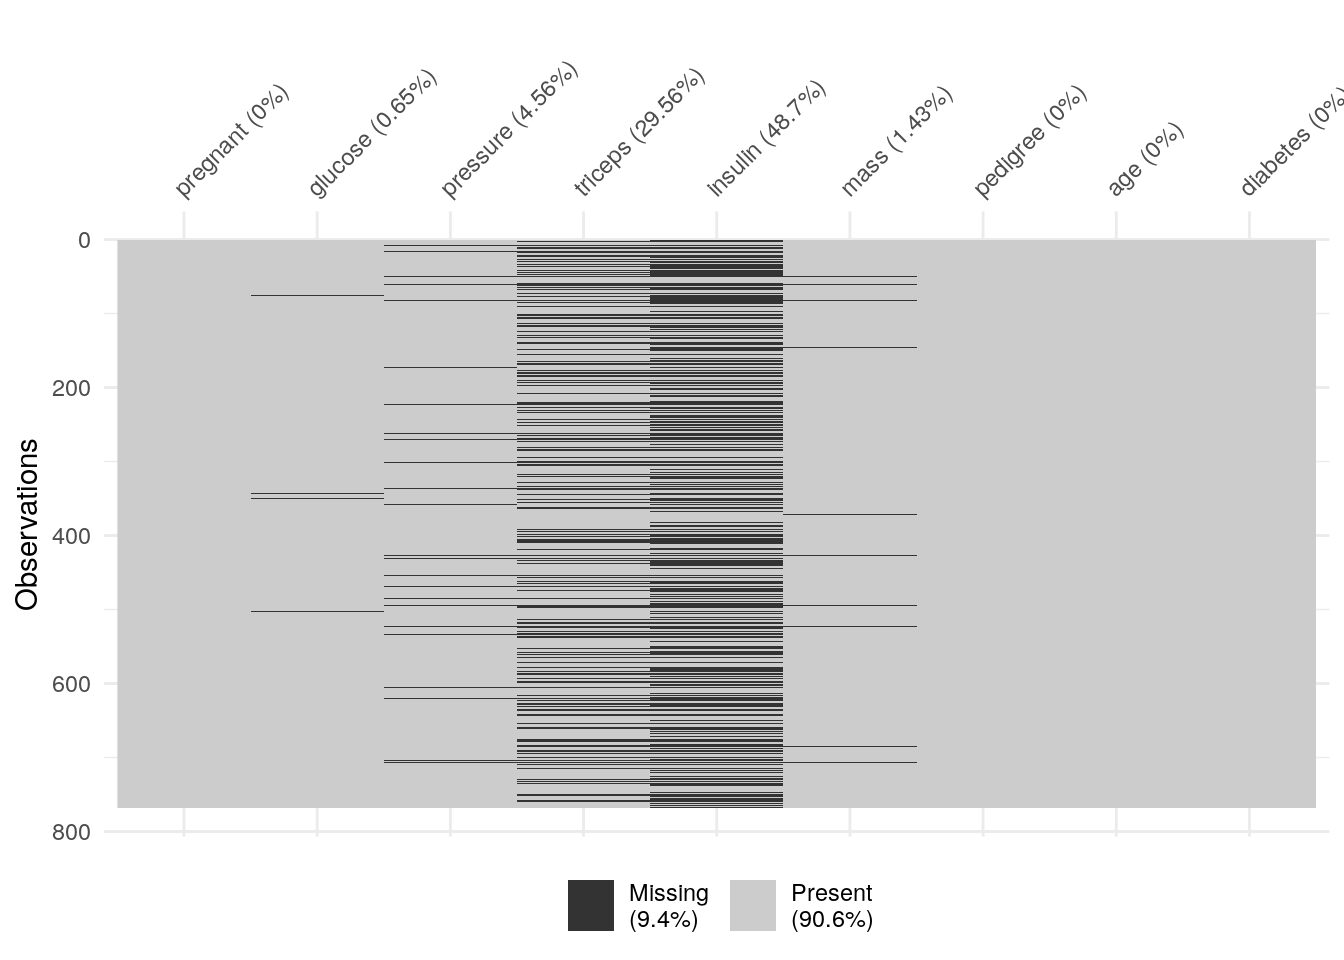 pregnant (0%)
glucose (0.65%)
pressure (4.56%)
triceps (29.56%)
insulin (48.7%)
mass (1.43%)
pedigree (0%)
age (0%)
diabetes (0%
0
200
400
600
800
Observations
Missing
(9.4%)
Present
(90.6%)